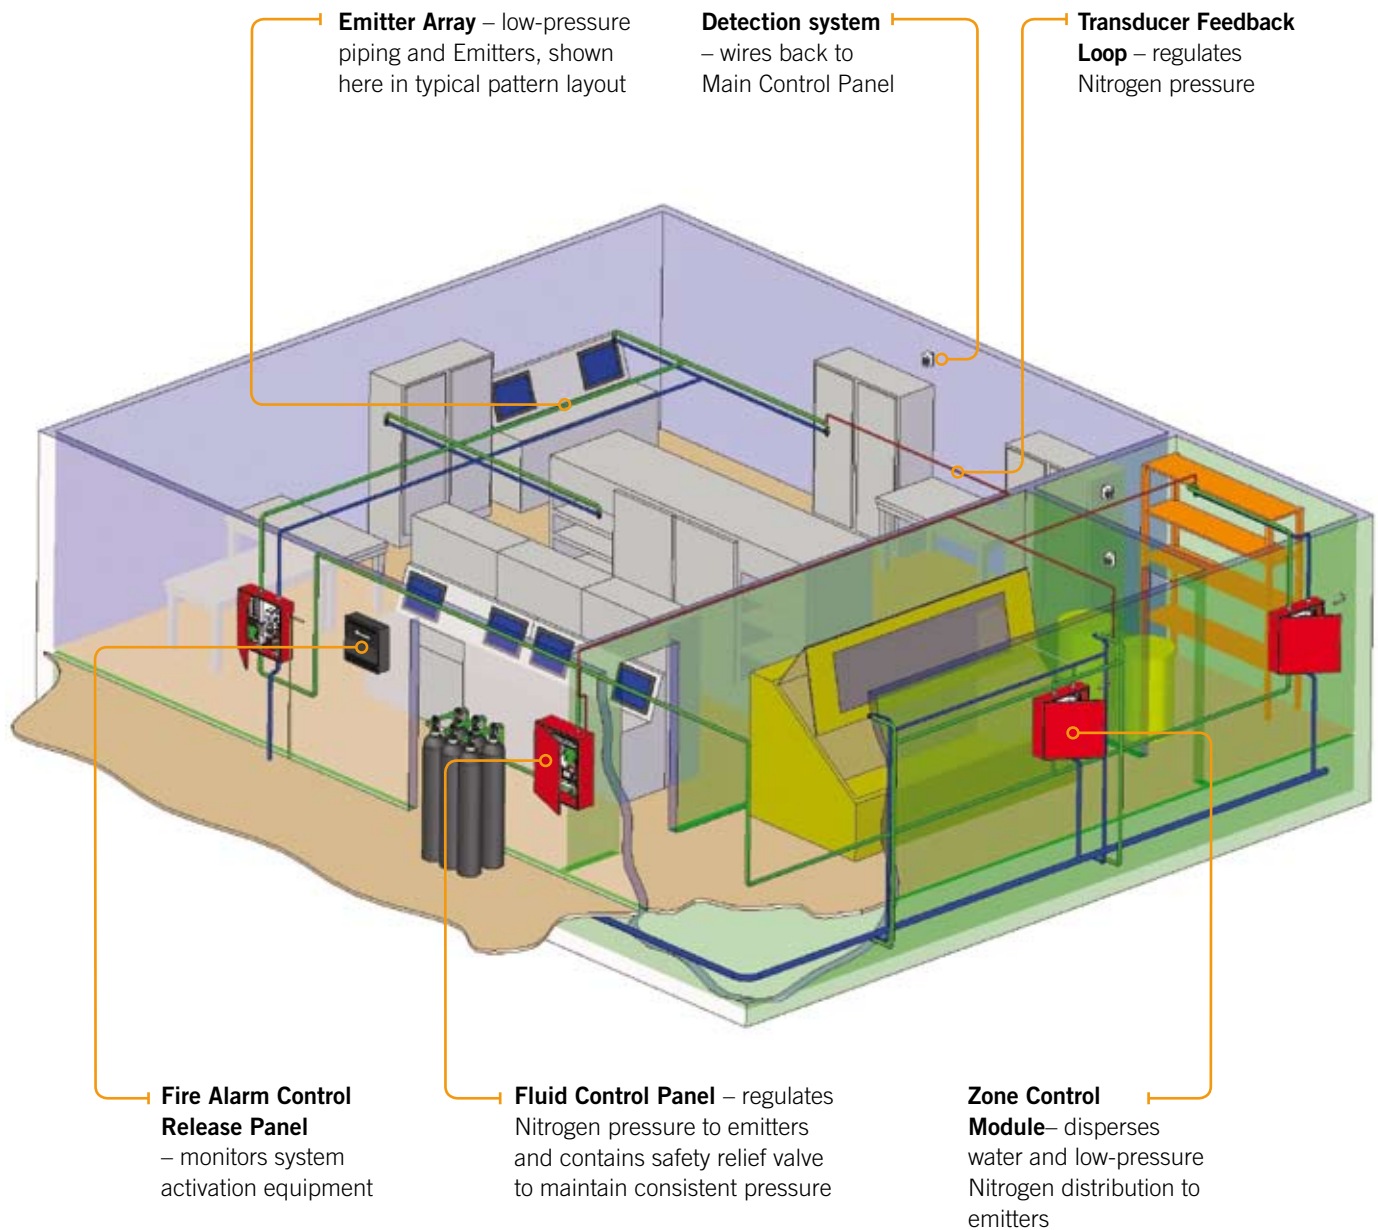 Emitter Array – low-pressure
piping and Emitters, shown
here in typical pattern layout
Detection system
– wires back to
Main Control Panel
Transducer Feedback
Loop – regulates
Nitrogen pressure
Fire Alarm Control
Release Panel
– monitors system
activation equipment
Fluid Control Panel – regulates
Nitrogen pressure to emitters
and contains safety relief valve
to maintain consistent pressure
Zone Control
Module– disperses
water and low-pressure
Nitrogen distribution to
emitters